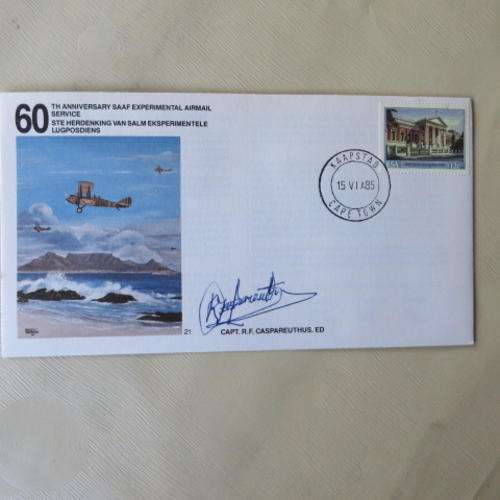 60 TH ANNIVERSARY SAAF EXPERIMENTAL AIRMAIL
SERVICE
STE HERDENKING VAN SALM EKSPERIMENTELE
LUGPOSDIENS
KAAPSTAD
15 VI A85
CAPE TOWN
21
CAPT. R.F. CASPAREUTHUS. ED